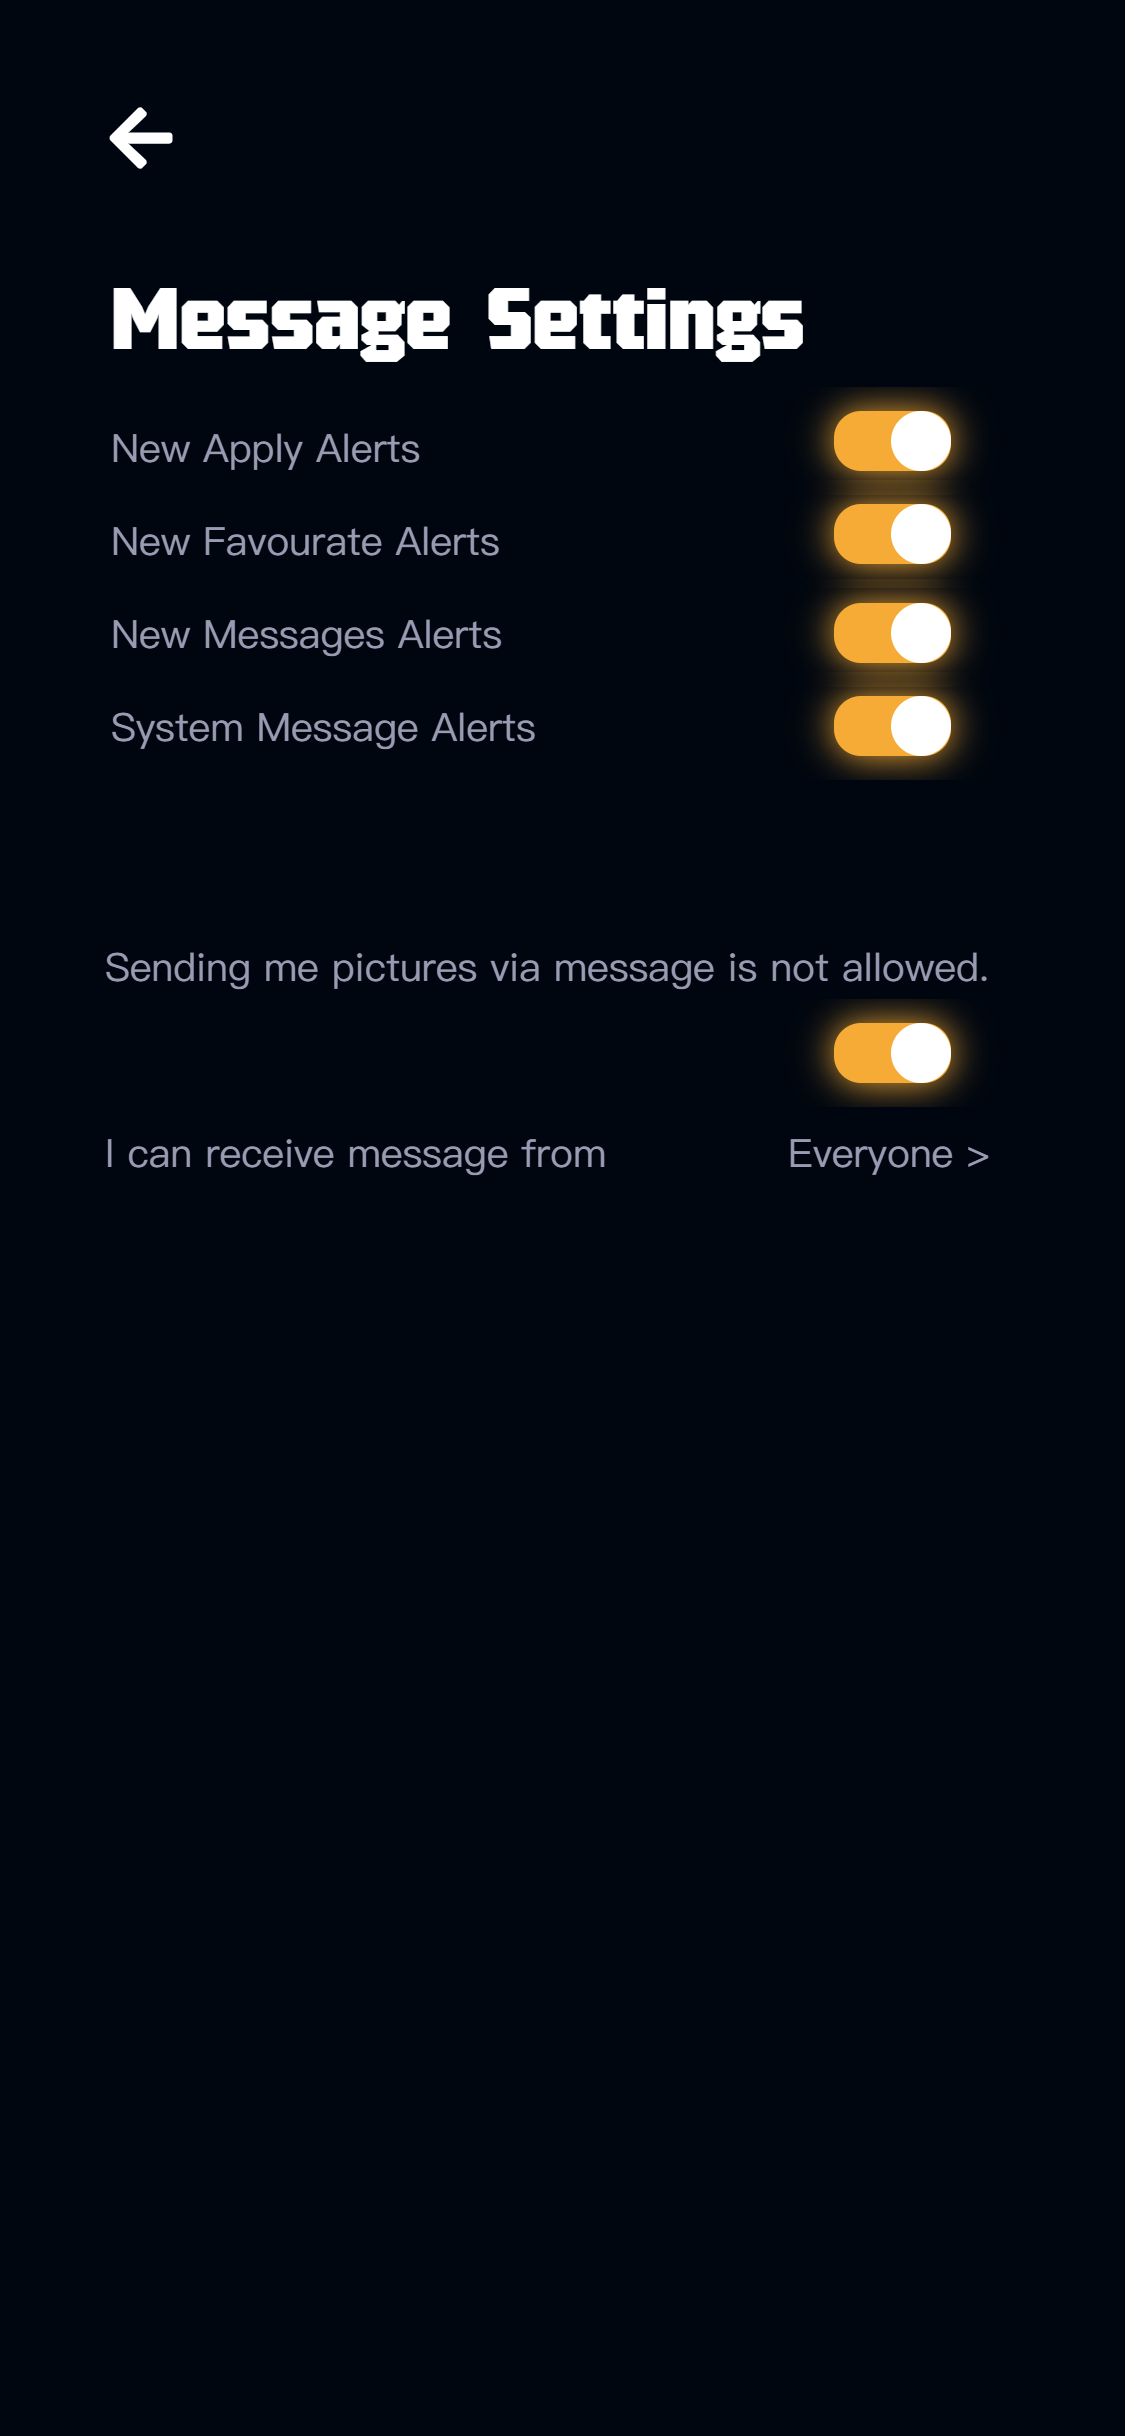 Message Settings
New Apply Alerts
New Favourate Alerts
New Messages Alerts
System Message Alerts
Sending me pictures via message is not allowed.
I can receive message from Everyone >